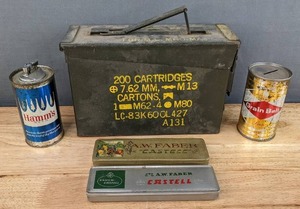 200 CARTRIDGES
7.62 MM, M13
CARTONS,
1 M62-4 M80
LC-83K600L427
A131
Hamm's
Grain Belt
A.W. FABER
CASTELL
A.W. FABER
CASTELL